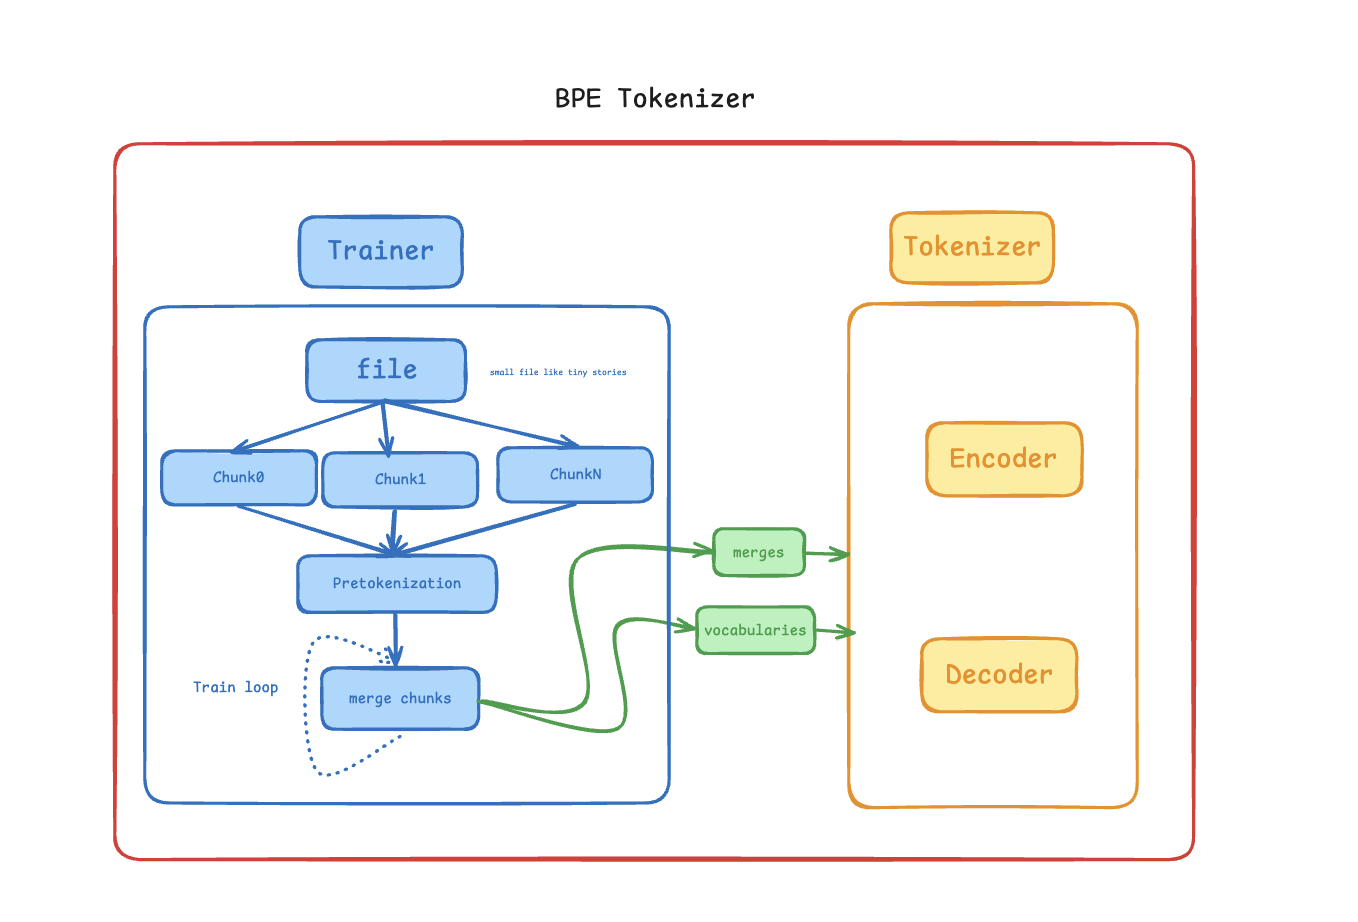 BPE Tokenizer
Trainer
Tokenizer
file
small file like tiny stories
Chunk0
Chunk1
ChunkN
Encoder
merges
Pretokenization
vocabularies
Train loop
merge chunks
Decoder